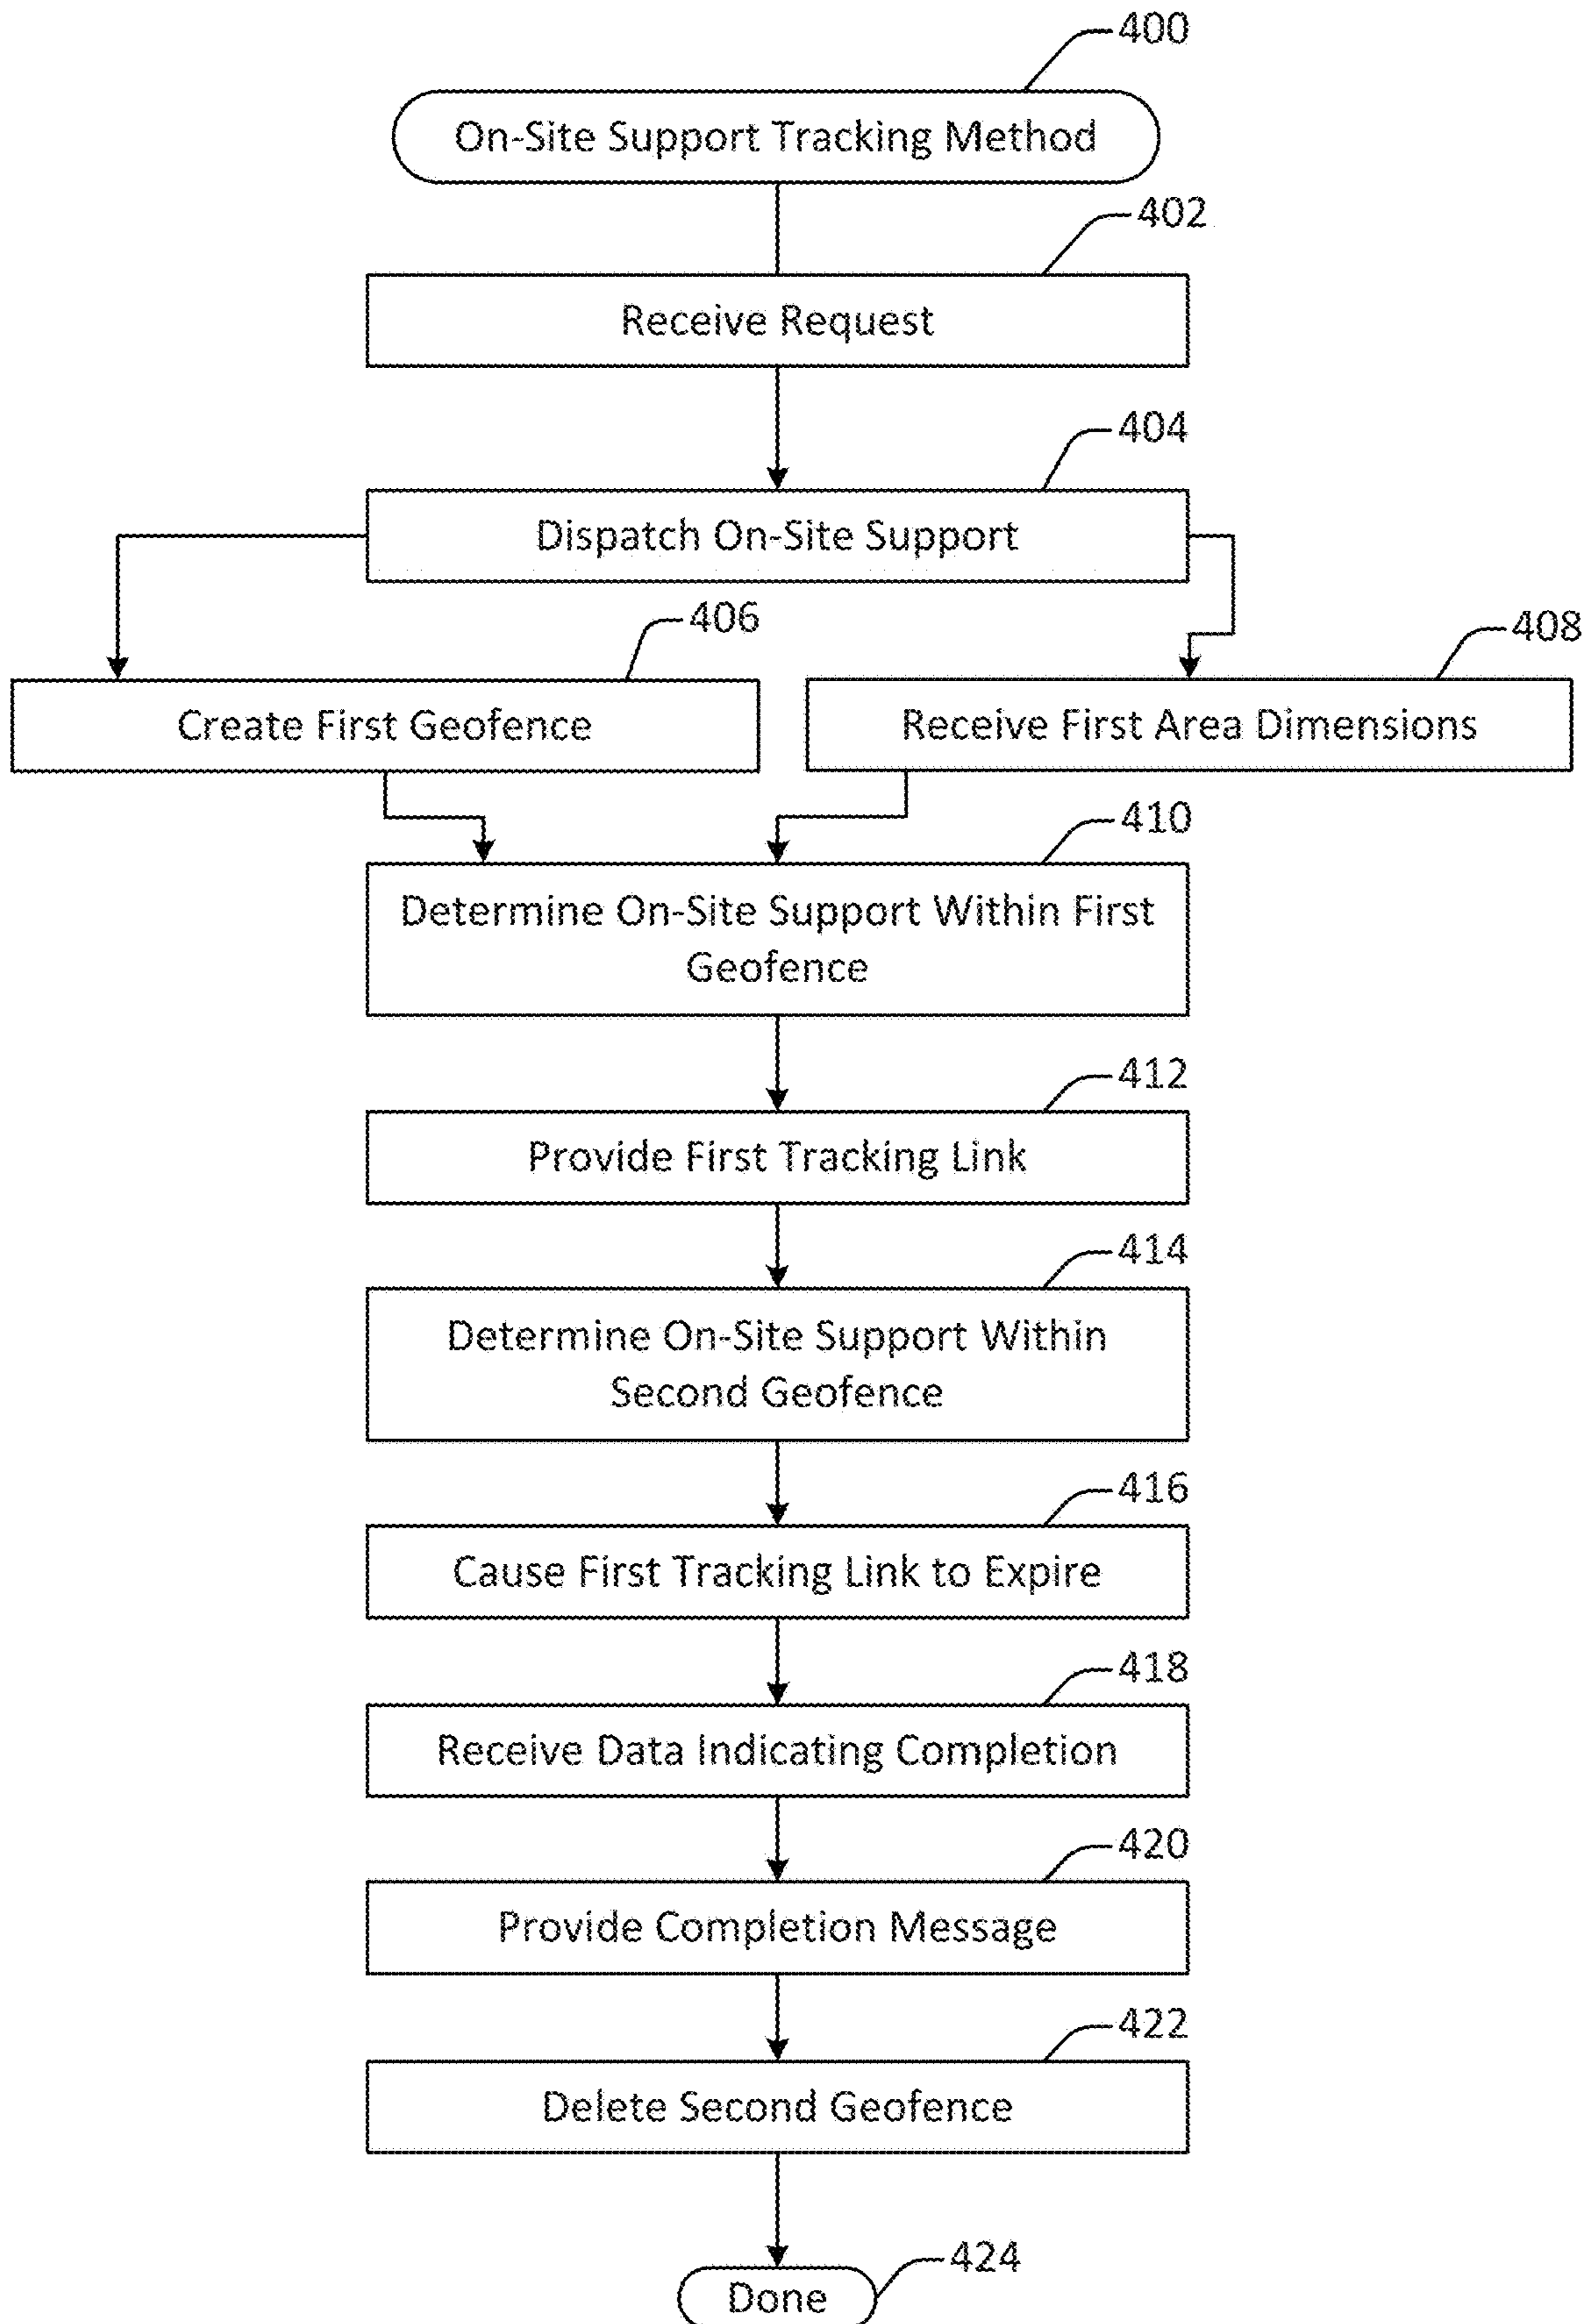 400
On-Site Support Tracking Method
402
Receive Request
404
Dispatch On-Site Support
406
408
Create First Geofence
Receive First Area Dimensions
410
Determine On-Site Support Within First
Geofence
412
Provide First Tracking Link
414
Determine On-Site Support Within
Second Geofence
416
Cause First Tracking Link to Expire
418
Receive Data Indicating Completion
420
Provide Completion Message
422
Delete Second Geofence
424
Done